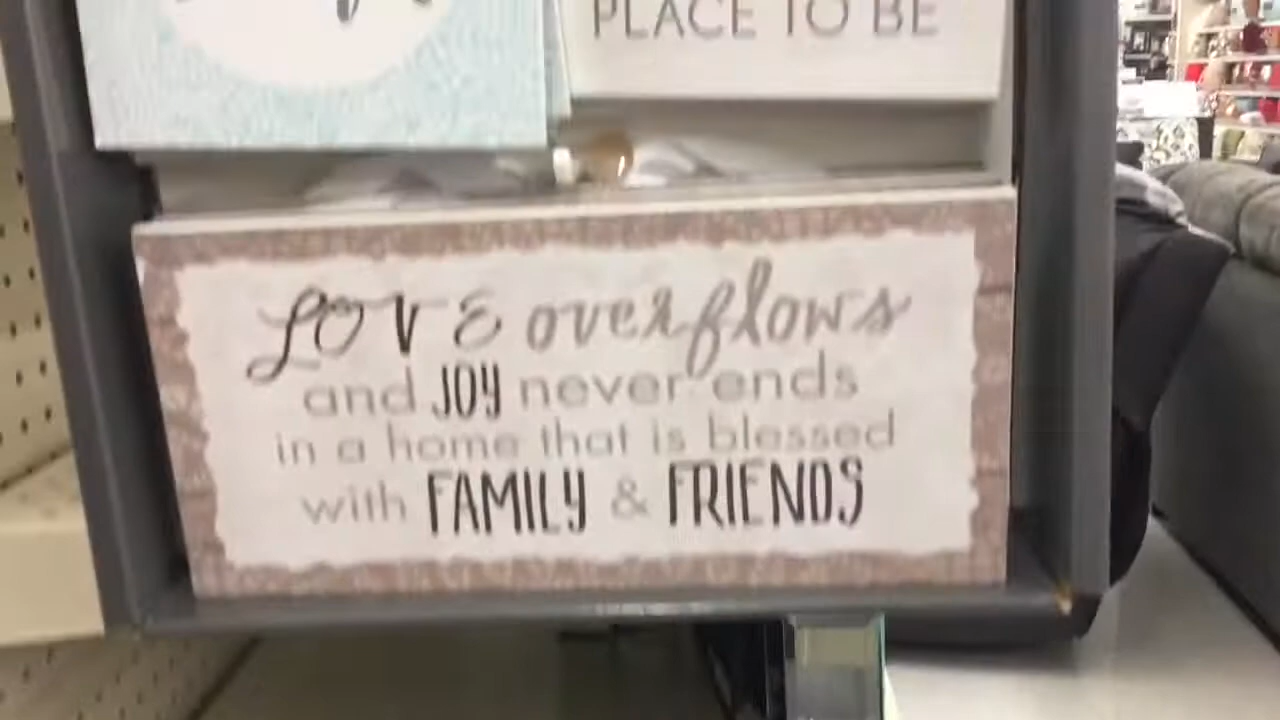 PLACE TO BE
LOVE overflows
and JOY never ends
in a home that is blessed
with FAMILY & FRIENDS